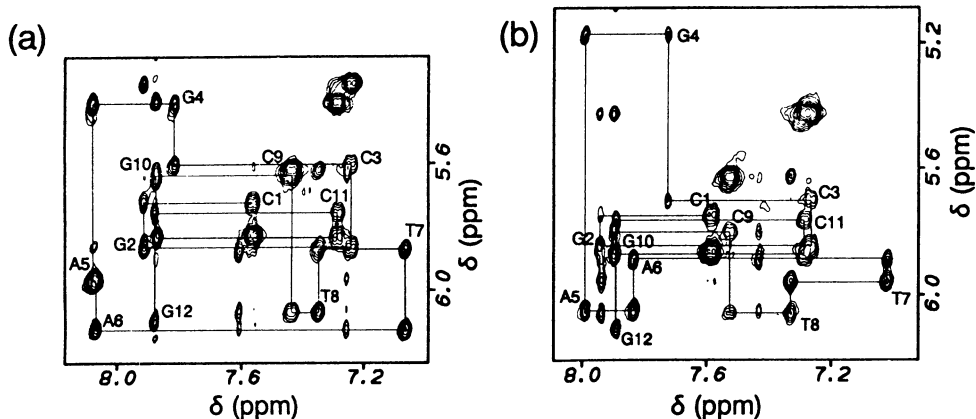 (a)
G4
G10
C9
C3
C1
C11
G2
T7
A5
T8
G12
A6
5.6
6.0
δ (ppm)
8.0
7.6
7.2
δ (ppm)
(b)
G4
C3
C1
C9
C11
G2
G10
A6
A5
T7
T8
G12
5.2
5.6
6.0
δ (ppm)
8.0
7.6
7.2
δ (ppm)